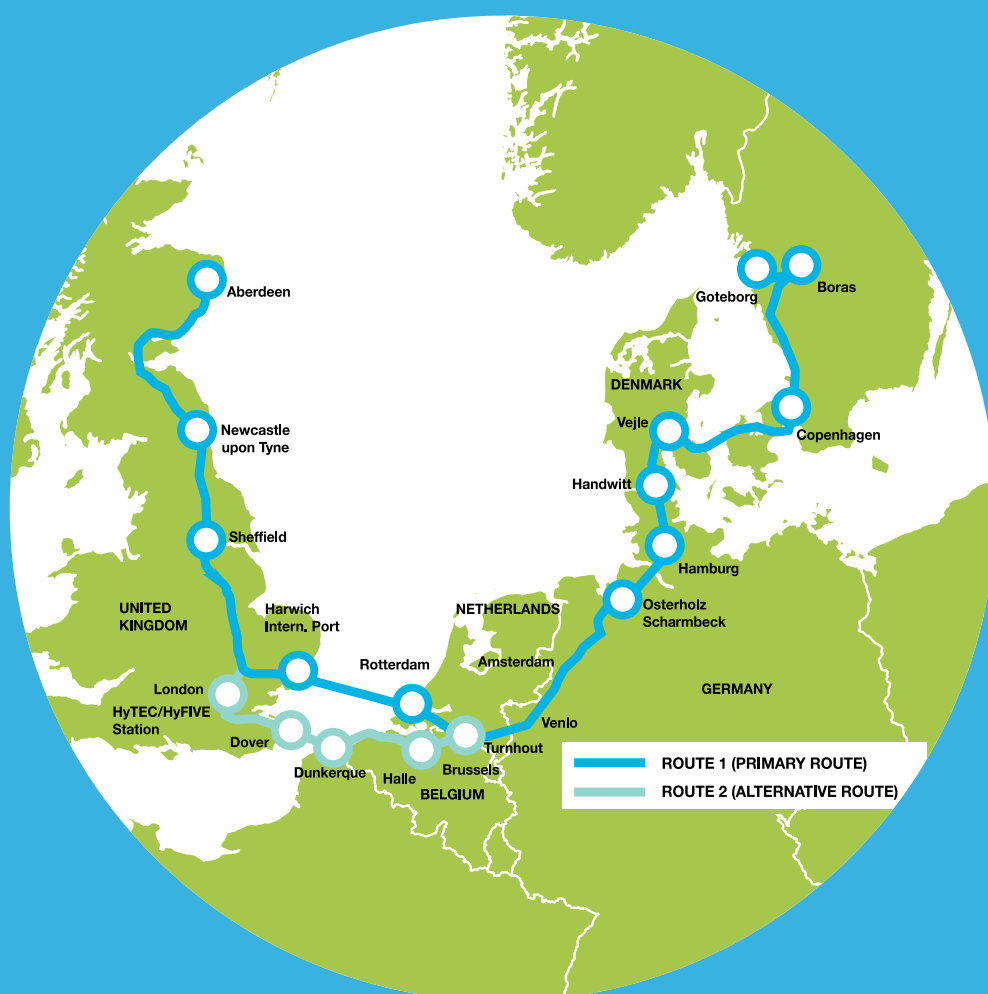 Aberdeen
Goteborg
Boras
DENMARK
Vejle
Copenhagen
Newcastle
upon Tyne
Handwitt
Sheffield
Hamburg
UNITED
KINGDOM
Harwich
Intern. Port
NETHERLANDS
Osterholz
Scharmbeck
Rotterdam
Amsterdam
London
HyTEC/HyFIVE
Station
GERMANY
Dover
Venlo
Turnhout
Dunkerque
Halle
Brussels
BELGIUM
ROUTE 1 (PRIMARY ROUTE)
ROUTE 2 (ALTERNATIVE ROUTE)